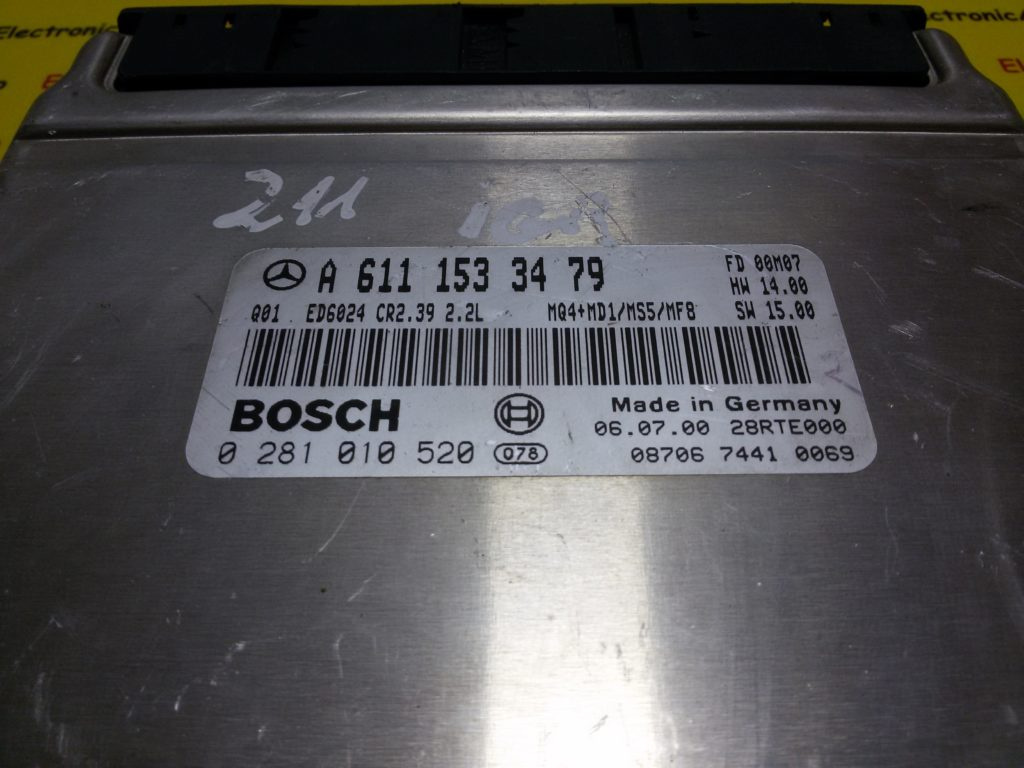 Electronic
El
211
A 611 153 34 79
FD 00M07
HW 14.00
Q01 ED6024 CR2.39 2.2L MQ4+MD1/MS5/MF8 SW 15.00
BOSCH
Made in Germany
06.07.00 28RTE000
0 281 010 520 078
08706 7441 0069